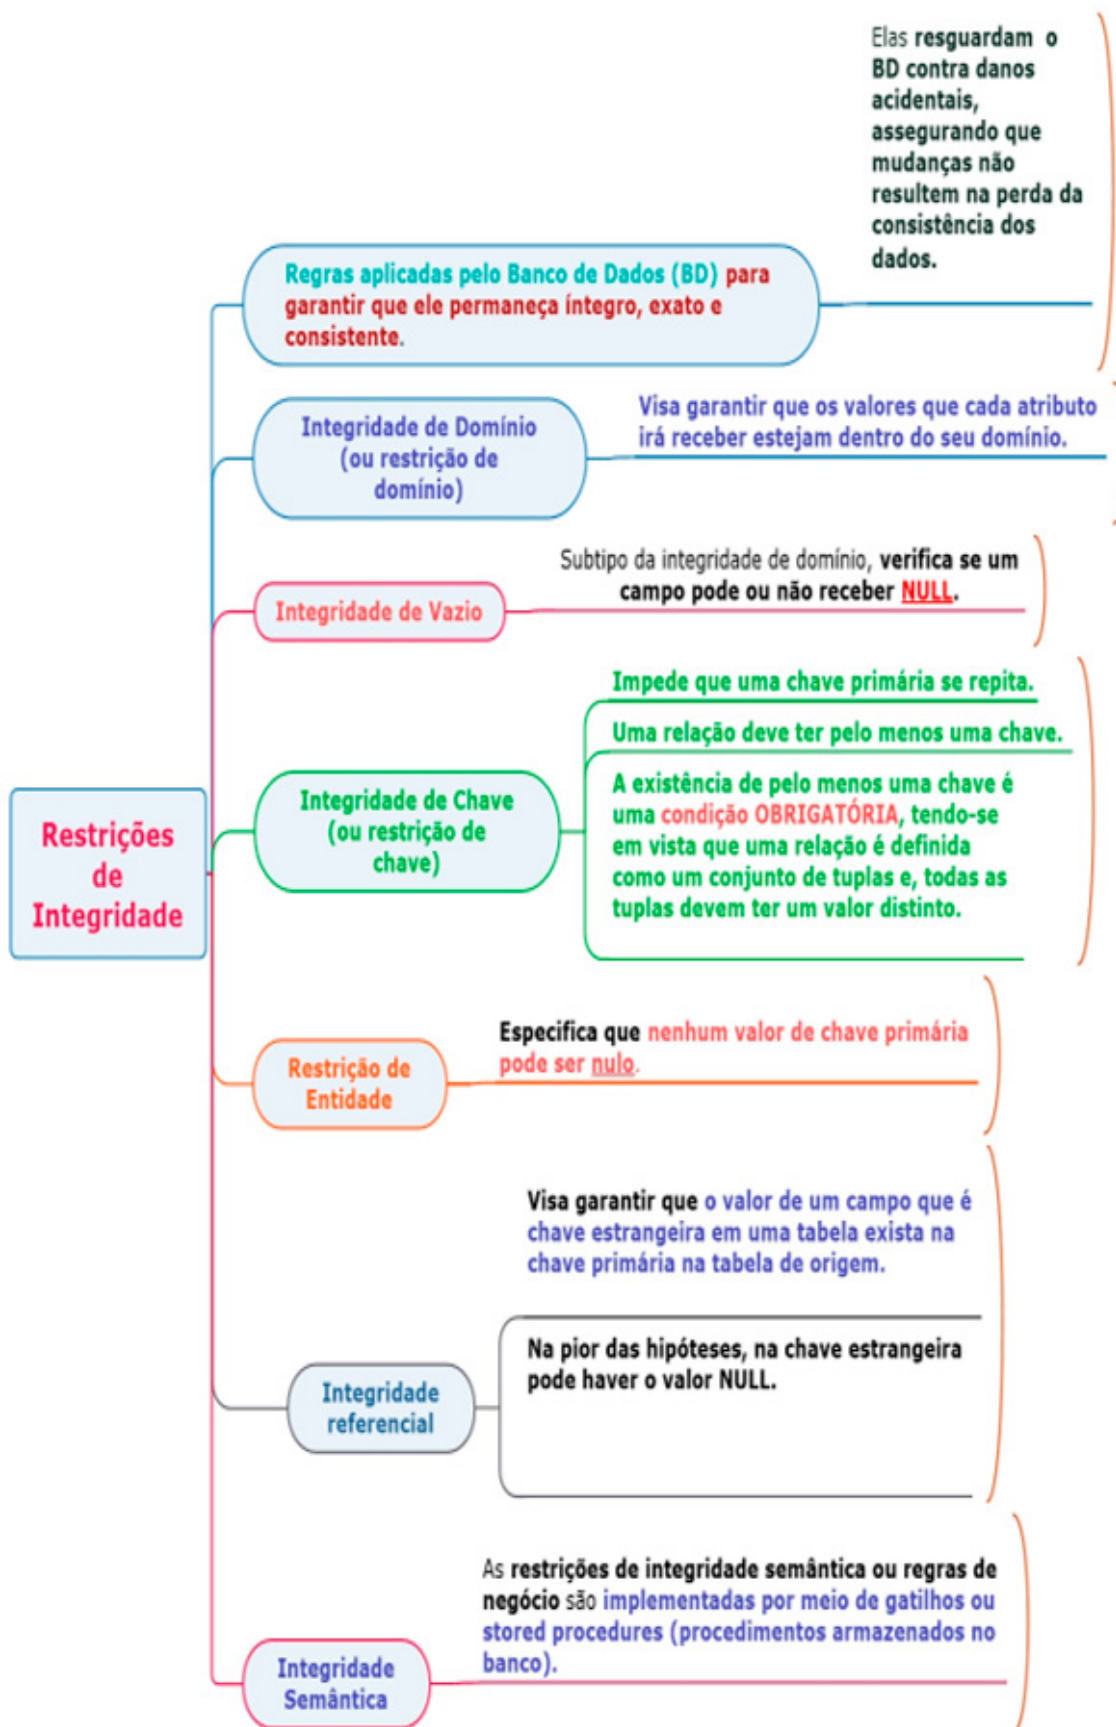 Elas resguardam o
BD contra danos
acidentais,
assegurando que
mudanças não
resultem na perda da
consistência dos
dados.
Regras aplicadas pelo Banco de Dados (BD) para
garantir que ele permaneça íntegro, exato e
consistente.
Integridade de Domínio
(ou restrição de
domínio)
Visa garantir que os valores que cada atributo
irá receber estejam dentro do seu domínio.
Integridade de Vazio
Subtipo da integridade de domínio, verifica se um
campo pode ou não receber NULL.
Restrições
de
Integridade
Integridade de Chave
(ou restrição de
chave)
Impede que uma chave primária se repita.
Uma relação deve ter pelo menos uma chave.
A existência de pelo menos uma chave é
uma condição OBRIGATÓRIA, tendo-se
em vista que uma relação é definida
como um conjunto de tuplas e, todas as
tuplas devem ter um valor distinto.
Restrição de
Entidade
Especifica que nenhum valor de chave primária
pode ser nulo.
Integridade
referencial
Visa garantir que o valor de um campo que é
chave estrangeira em uma tabela exista na
chave primária na tabela de origem.
Na pior das hipóteses, na chave estrangeira
pode haver o valor NULL.
Integridade
Semântica
As restrições de integridade semântica ou regras de
negócio são implementadas por meio de gatilhos ou
stored procedures (procedimentos armazenados no
banco).